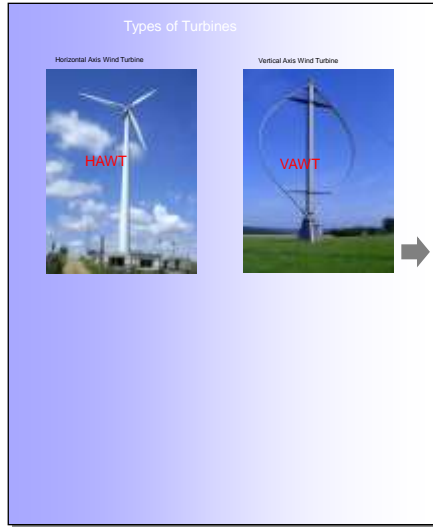 Types of Turbines
Horizontal Axis Wind Turbine
Vertical Axis Wind Turbine
HAWT
VAWT